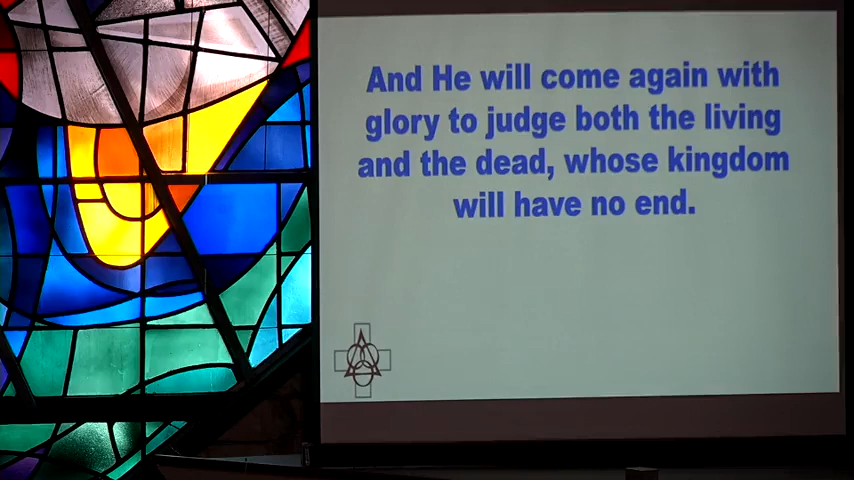 And He will come again with
glory to judge both the living
and the dead, whose kingdom
will have no end.